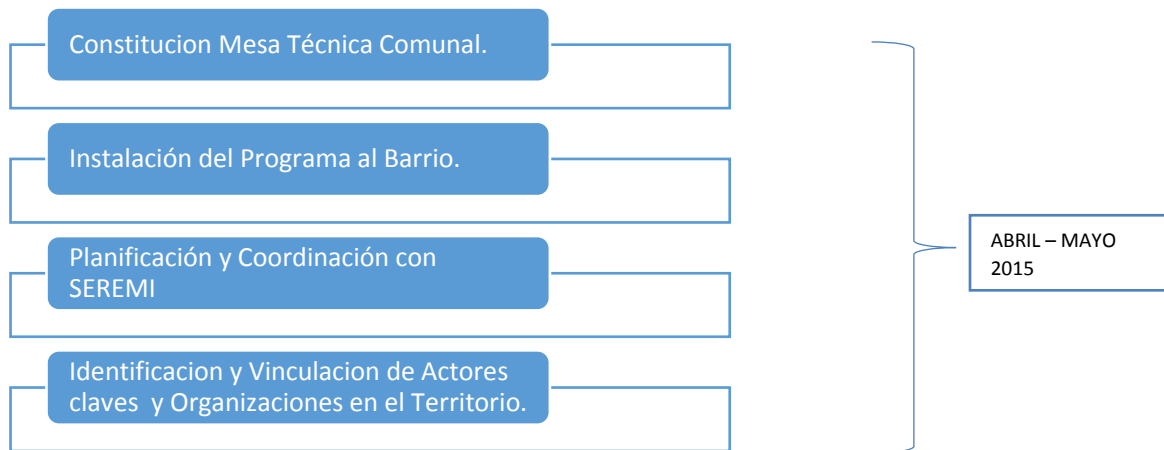 Constitucion Mesa Técnica Comunal.
Instalación del Programa al Barrio.
Planificación y Coordinación con
SEREMI
Identificacion y Vinculacion de Actores
claves y Organizaciones en el Territorio.
ABRIL – MAYO
2015